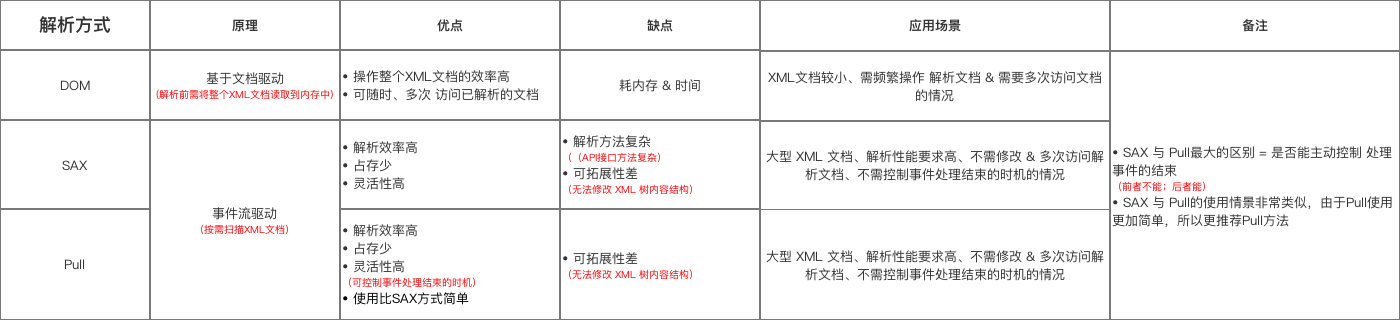 解析方式
原理
优点
缺点
应用场景
备注
DOM
基于文档驱动
(解析前需将整个XML文档读取到内存中)
• 操作整个XML文档的效率高
• 可随时、多次 访问已解析的文档
耗内存 & 时间
XML文档较小、需频繁操作 解析文档 & 需要多次访问文档
的情况
SAX
事件流驱动
(按需扫描XML文档)
• 解析效率高
• 占存少
• 灵活性高
• 解析方法复杂
(（API接口方法复杂）
• 可拓展性差
(无法修改 XML 树内容结构)
大型 XML 文档、解析性能要求高、不需修改 & 多次访问解
析文档、不需控制事件处理结束的时机的情况
Pull
• 解析效率高
• 占存少
• 灵活性高
(可控制事件处理结束的时机)
• 使用比SAX方式简单
• 可拓展性差
(无法修改 XML 树内容结构)
大型 XML 文档、解析性能要求高、不需修改 & 多次访问解
析文档、不需控制事件处理结束的时机的情况
• SAX 与 Pull最大的区别 = 是否能主动控制 处理
事件的结束
(前者不能；后者能)
• SAX 与 Pull的使用情景非常类似，由于Pull使用
更加简单，所以更推荐Pull方法